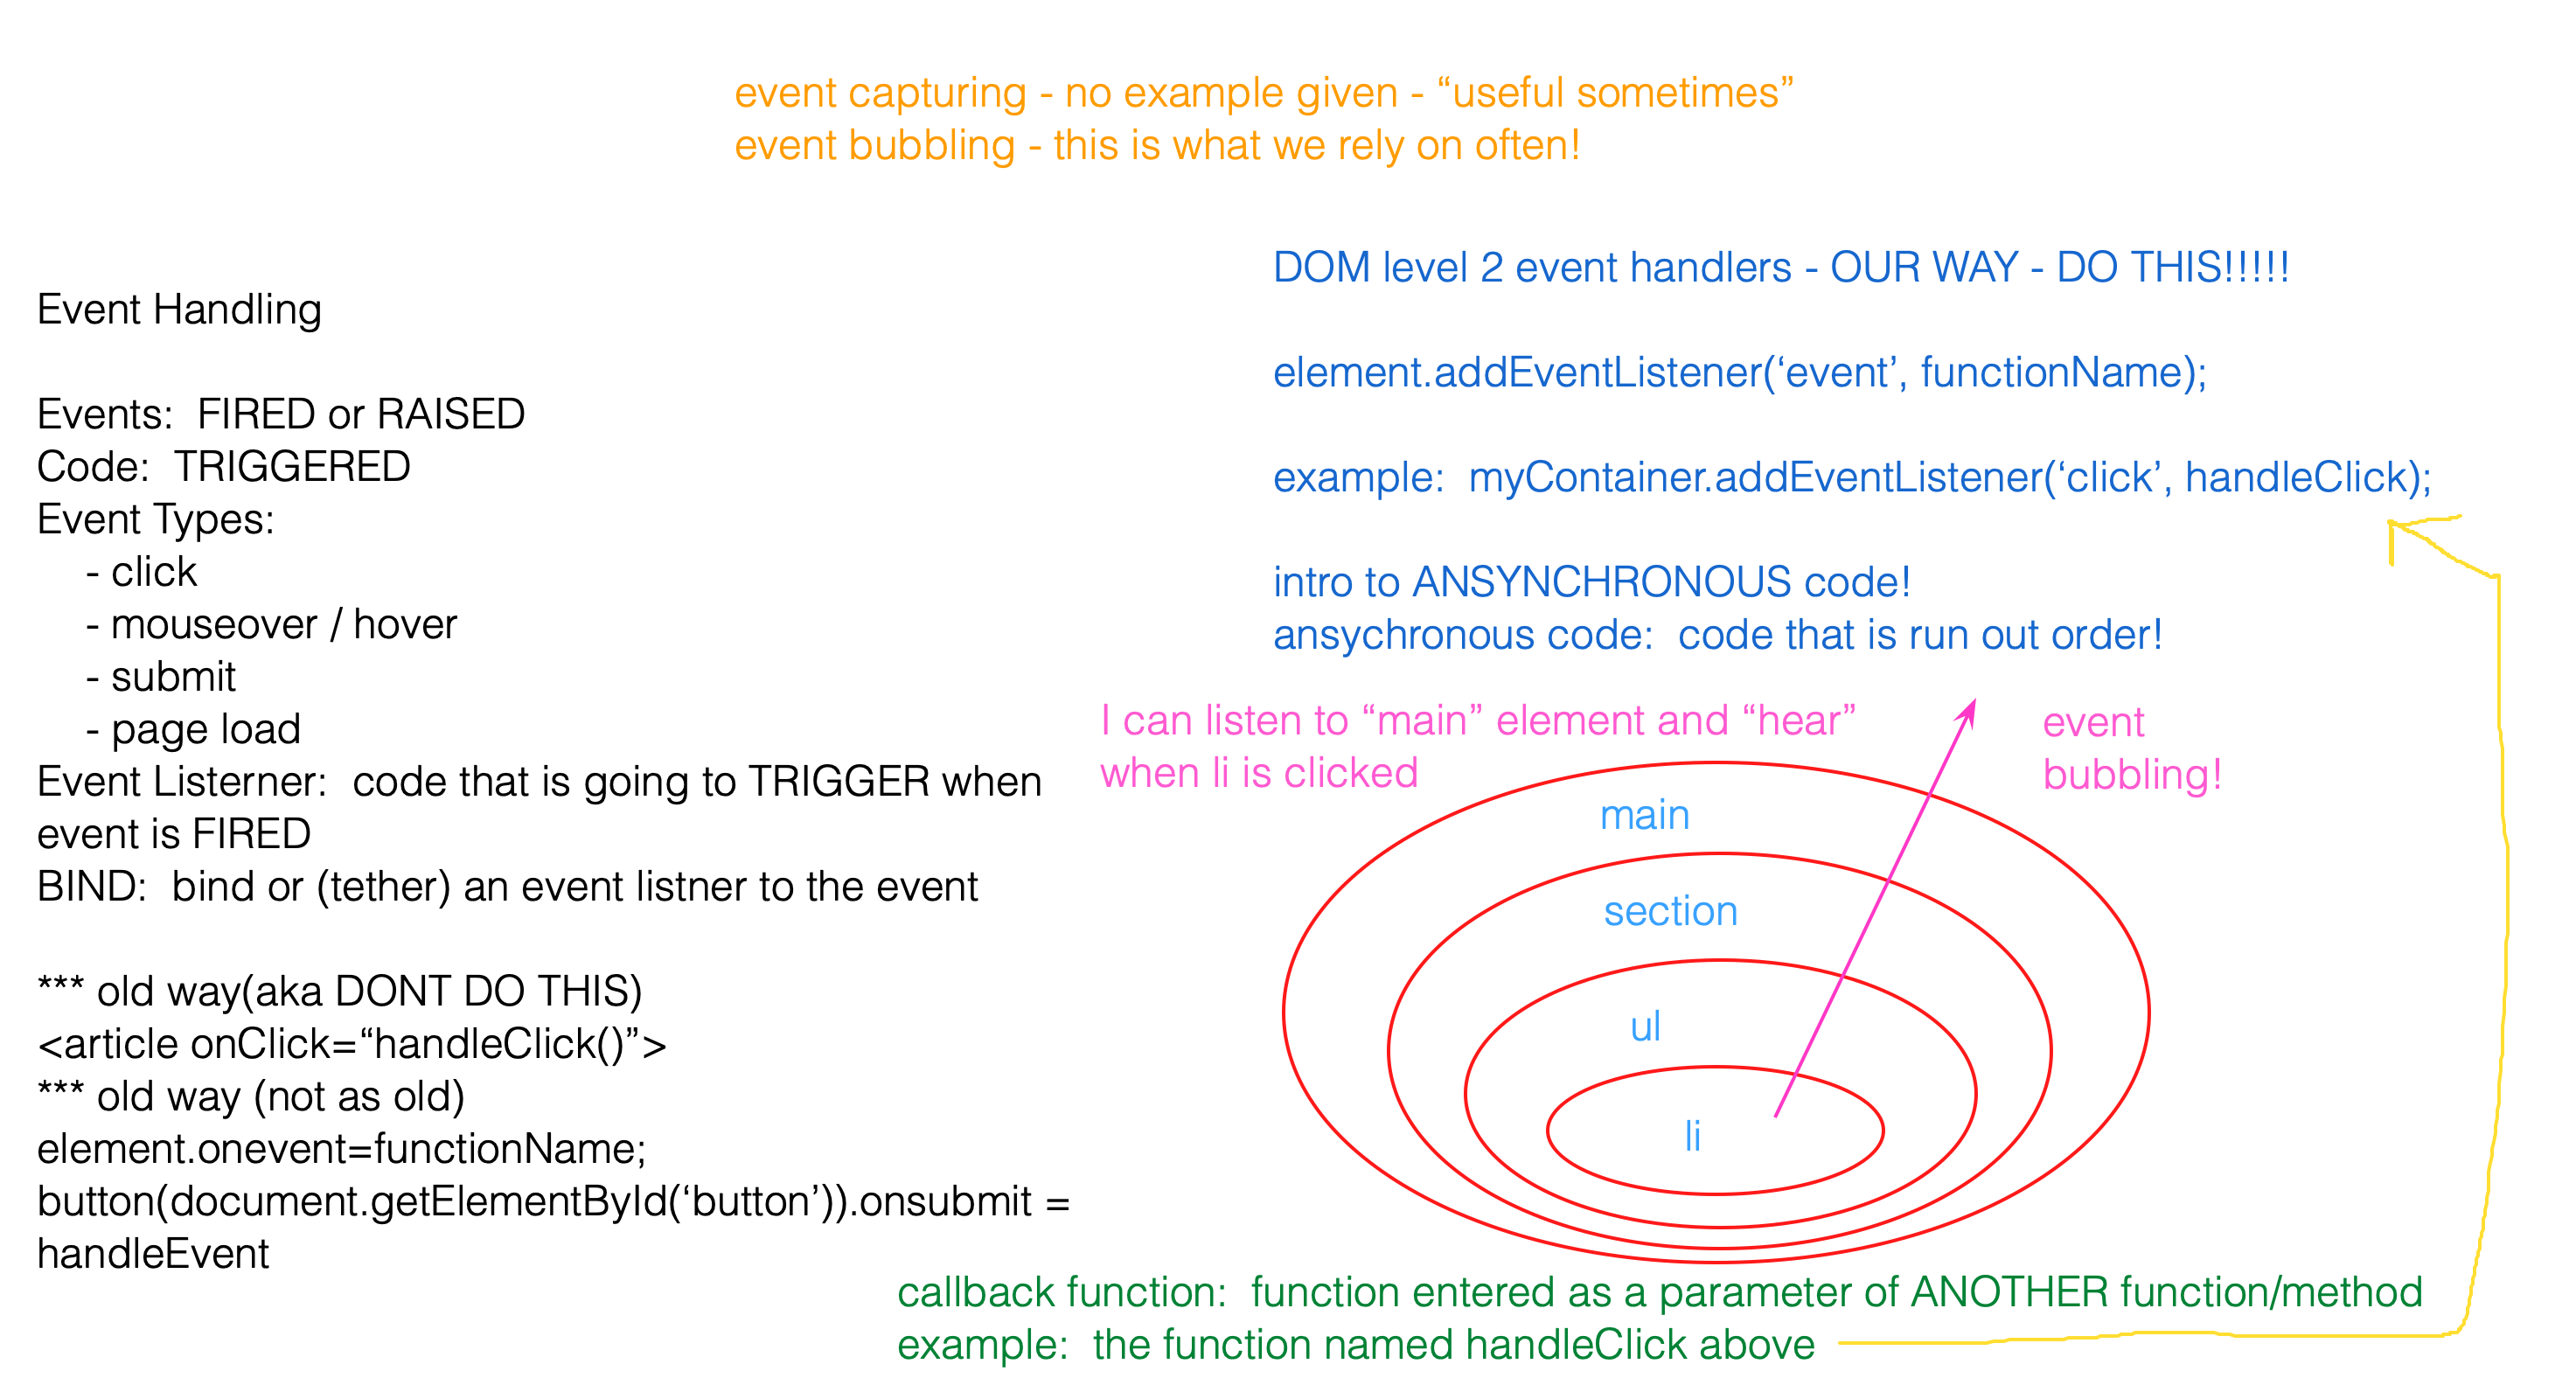 event capturing - no example given - “useful sometimes”
event bubbling - this is what we rely on often!
Event Handling
Events:  FIRED or RAISED
Code:  TRIGGERED
Event Types:
- click
- mouseover / hover
- submit
- page load
Event Listerner:  code that is going to TRIGGER when
event is FIRED
BIND:  bind or (tether) an event listner to the event
*** old way(aka DONT DO THIS)
<article onClick=“handleClick()”>
*** old way (not as old)
element.onevent=functionName;
button(document.getElementById(‘button’)).onsubmit =
handleEvent
DOM level 2 event handlers - OUR WAY - DO THIS!!!!!
element.addEventListener(‘event’, functionName);
example:  myContainer.addEventListener(‘click’, handleClick);
intro to ANSYNCHRONOUS code!
ansychronous code:  code that is run out order!
I can listen to “main” element and “hear”
when li is clicked
event
bubbling!
main
section
ul
li
callback function:  function entered as a parameter of ANOTHER function/method
example:  the function named handleClick above